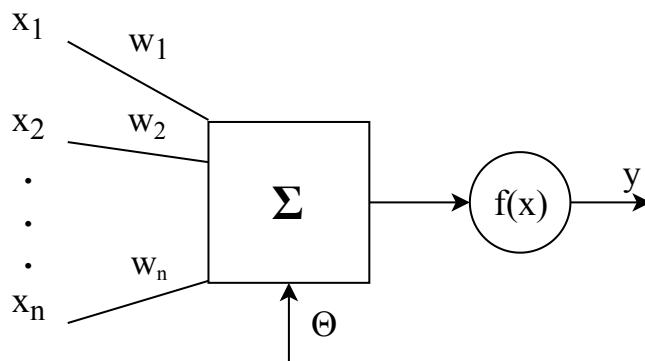 x1
w1
x2
w2
.
.
.
Σ
f(x)
y
wn
xn
Θ